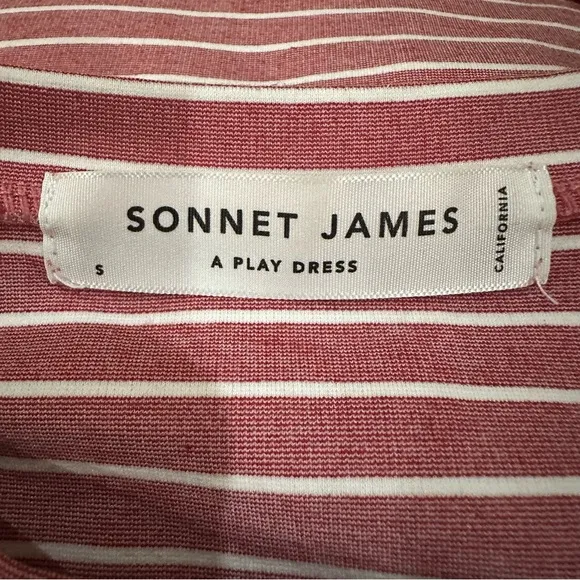 SONNET JAMES
A PLAY DRESS
S
CALIFORNIA